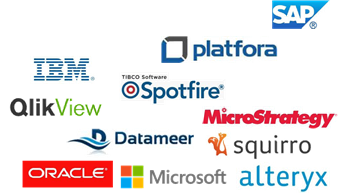 SAP
platfora
IBM
TIBCO Software
Spotfire
QlikView
MicroStrategy
Datameer
squirro
ORACLE
Microsoft
alteryx